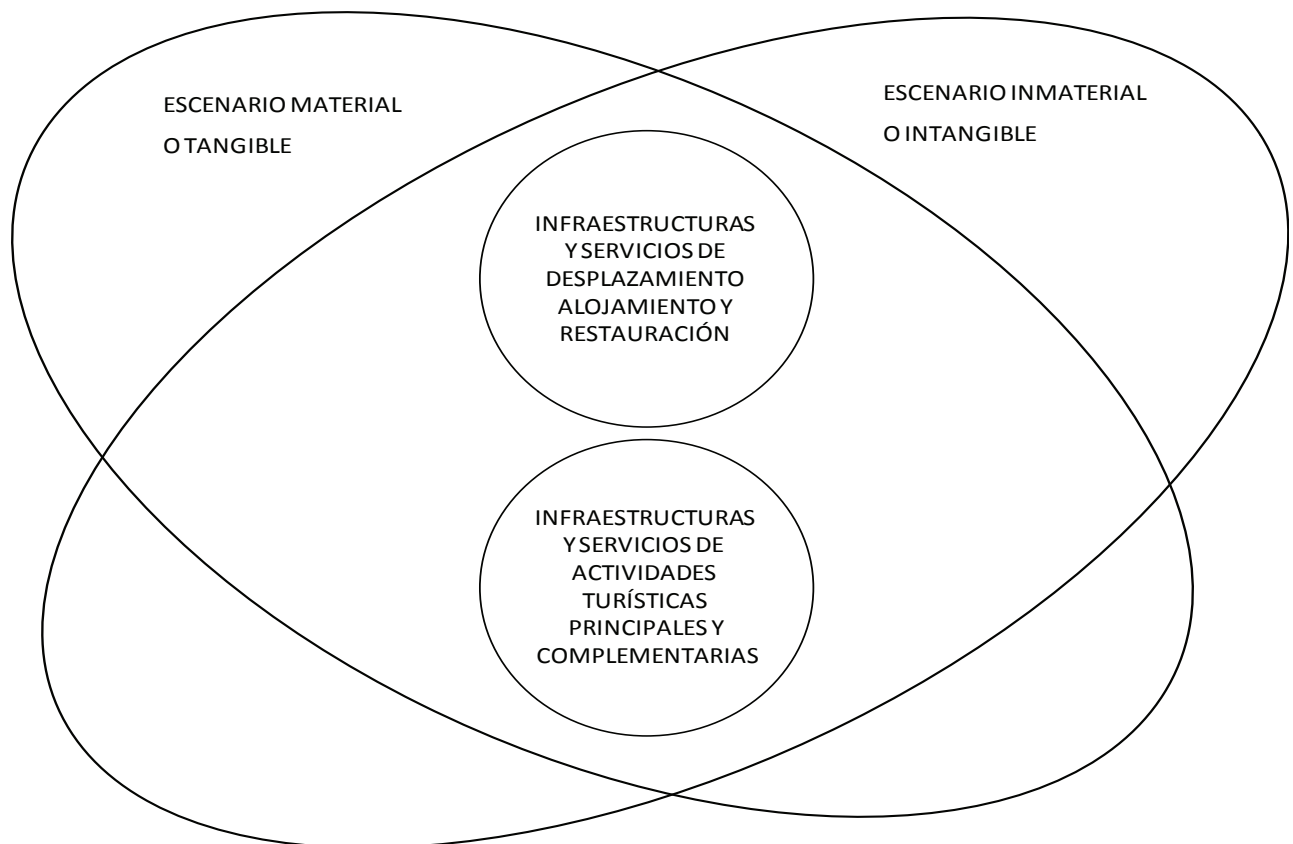 ESCENARIO MATERIAL
O TANGIBLE
ESCENARIO INMATERIAL
O INTANGIBLE
INFRAESTRUCTURAS
Y SERVICIOS DE
DESPLAZAMIENTO
ALOJAMIENTO Y
RESTAURACIÓN
INFRAESTRUCTURAS
Y SERVICIOS DE
ACTIVIDADES
TURÍSTICAS
PRINCIPALES Y
COMPLEMENTARIAS